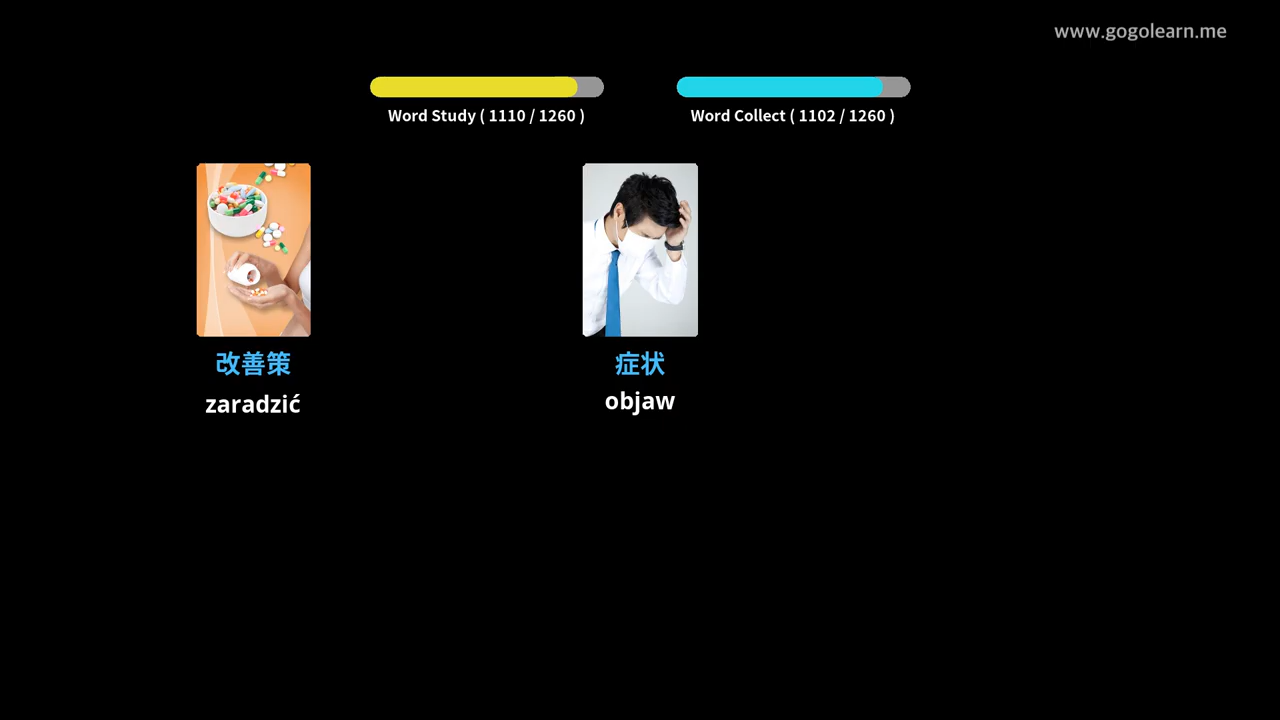 www.gogolearn.me
Word Study ( 1110 / 1260 )
Word Collect ( 1102 / 1260 )
改善策
症状
zaradzić
objaw